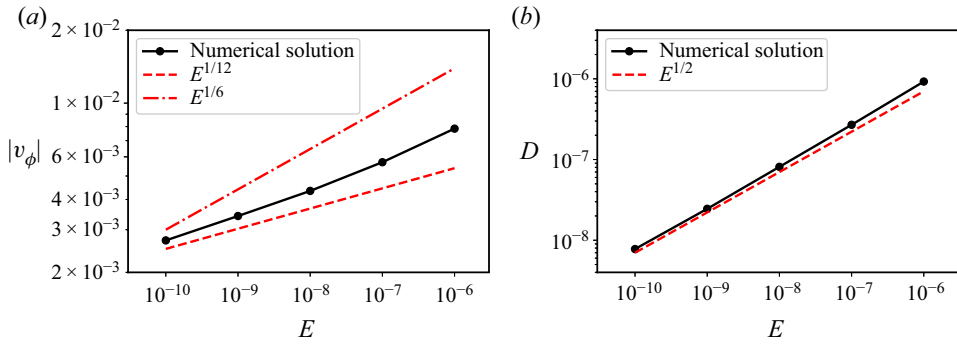 (a)
2 × 10⁻²
1 × 10⁻²
6 × 10⁻³
4 × 10⁻³
3 × 10⁻³
2 × 10⁻³
|v_ϕ|
Numerical solution
E^{1/12}
E^{1/6}
10⁻¹⁰ 10⁻⁹ 10⁻⁸ 10⁻⁷ 10⁻⁶
E
(b)
10⁻⁶
10⁻⁷
10⁻⁸
D
Numerical solution
E^{1/2}
10⁻¹⁰ 10⁻⁹ 10⁻⁸ 10⁻⁷ 10⁻⁶
E